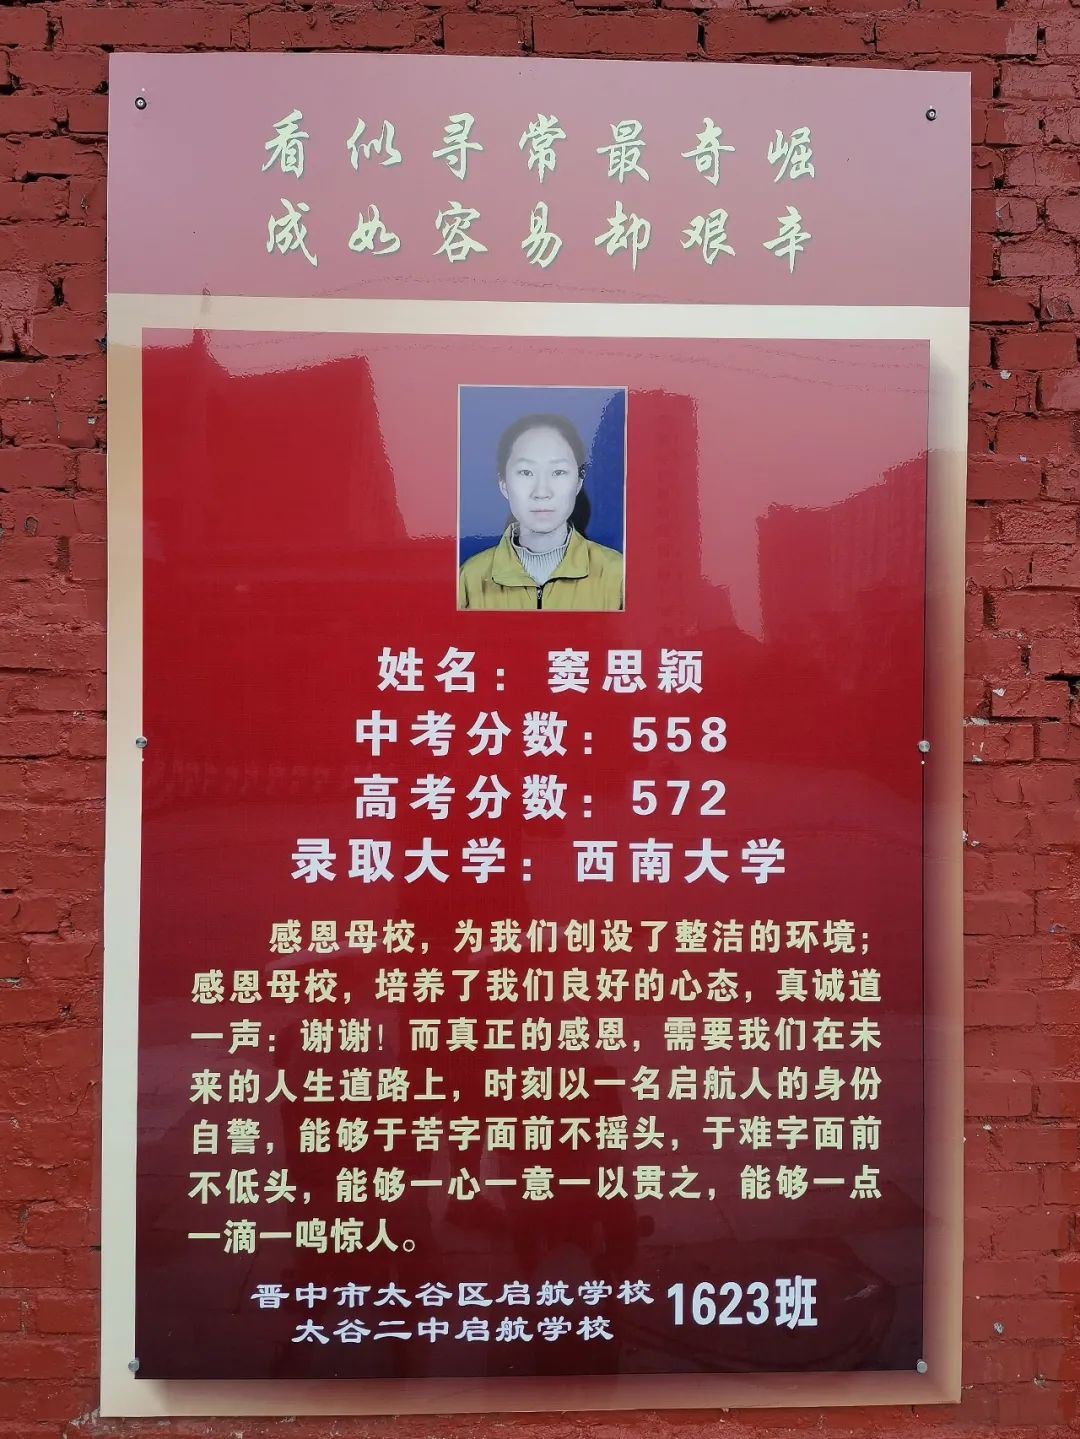 看似寻常最奇崛
成如容易却艰辛
姓名：窦思颖
中考分数：558
高考分数：572
录取大学：西南大学
感恩母校，为我们创设了整洁的环境；
感恩母校，培养了我们良好的心态，真诚道
一声：谢谢！而真正的感恩，需要我们在未
来的人生道路上，时刻以一名启航人的身份
自警，能够于苦字面前不摇头，于难字面前
不低头，能够一心一意一以贯之，能够一点
一滴一鸣惊人。
晋中市太谷区启航学校
太谷二中启航学校
1623班